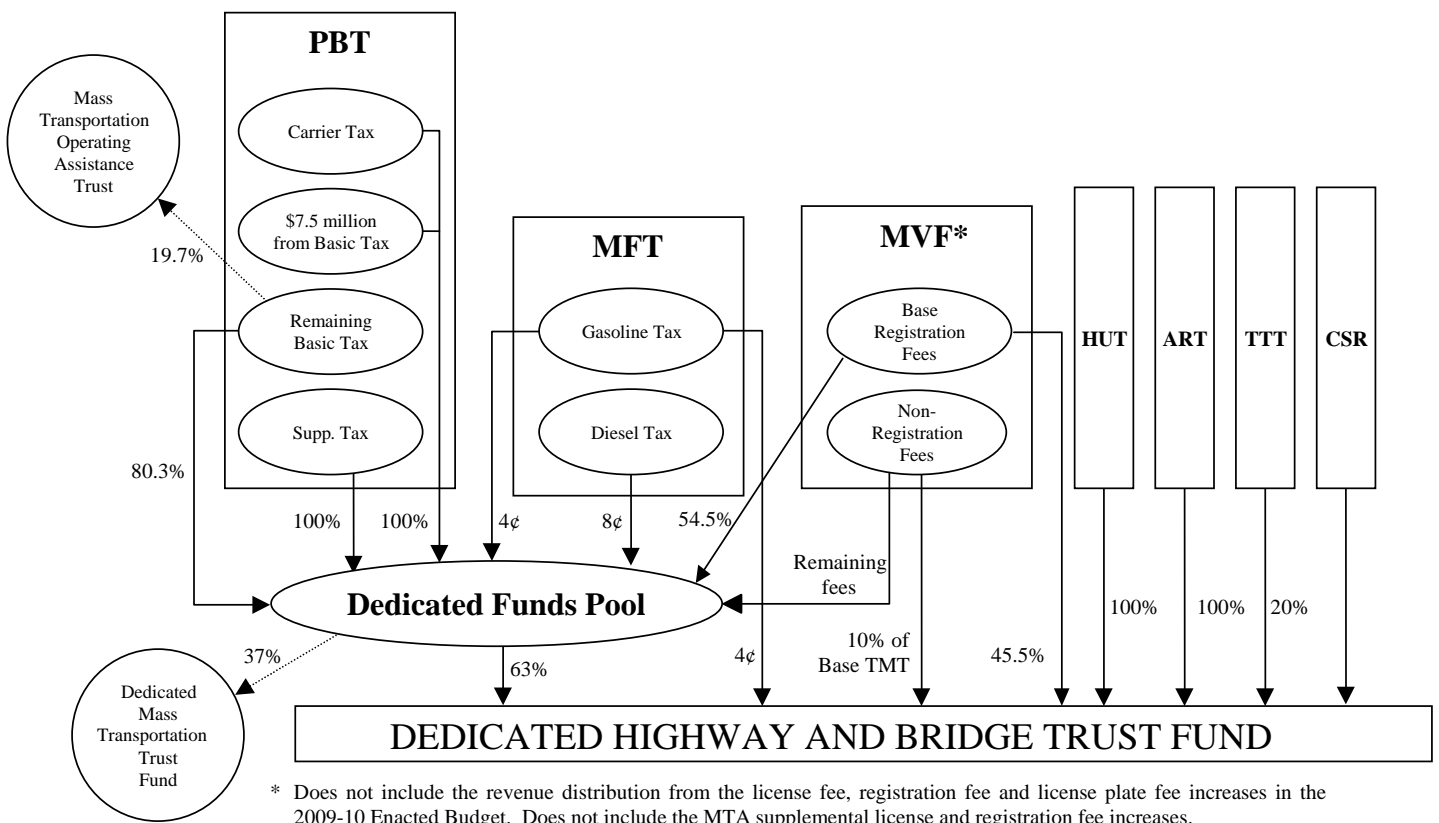 PBT
Mass
Transportation
Operating
Assistance
Trust
Carrier Tax
$7.5 million
from Basic Tax
19.7%
Remaining
Basic Tax
Supp. Tax
80.3%
100%
100%
MFT
Gasoline Tax
Diesel Tax
4¢
8¢
MVF*
Base
Registration
Fees
Non-
Registration
Fees
54.5%
Remaining
fees
HUT
ART
TTT
CSR
Dedicated Funds Pool
37%
63%
4¢
10% of
Base TMT
45.5%
100%
100%
20%
Dedicated
Mass
Transportation
Trust
Fund
DEDICATED HIGHWAY AND BRIDGE TRUST FUND
* Does not include the revenue distribution from the license fee, registration fee and license plate fee increases in the
2009-10 Enacted Budget. Does not include the MTA supplemental license and registration fee increases.